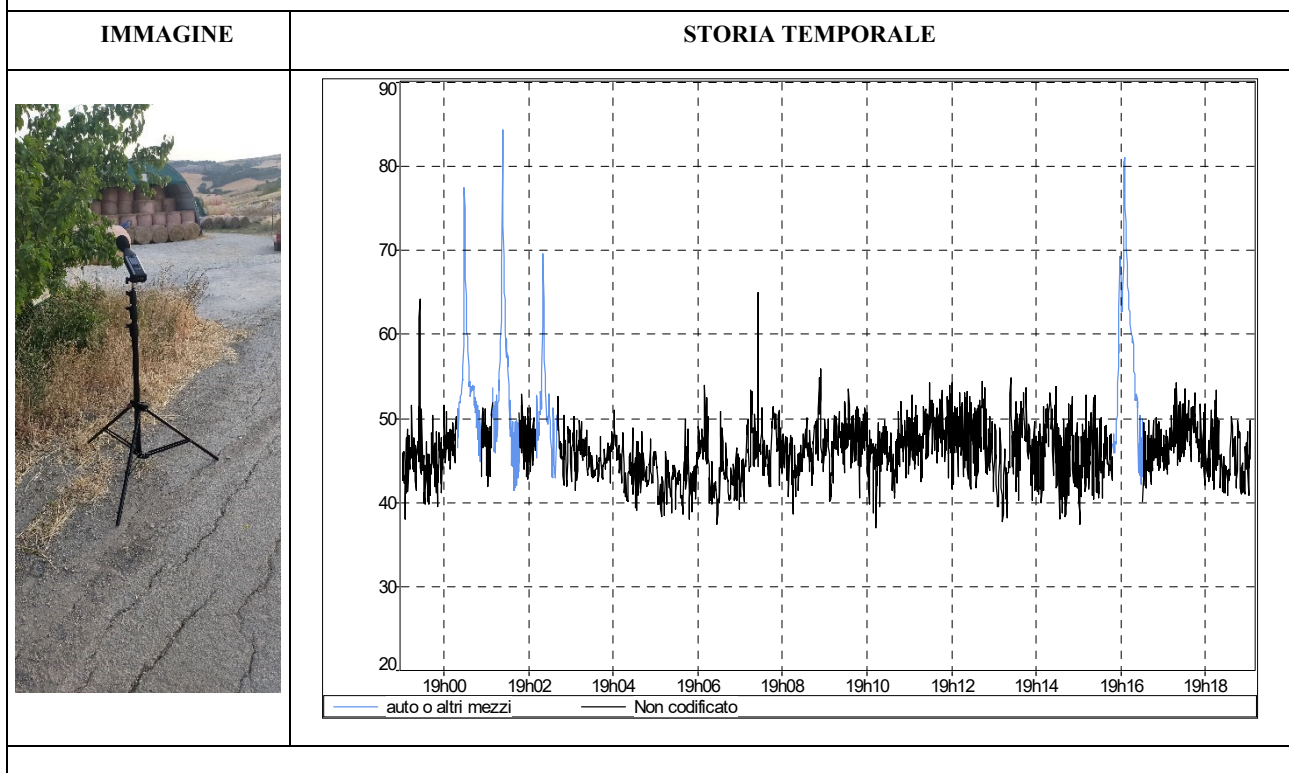 IMMAGINE
STORIA TEMPORALE
90
80
70
60
50
40
30
20
19h00 19h02 19h04 19h06 19h08 19h10 19h12 19h14 19h16 19h18
auto o altri mezzi Non codificato